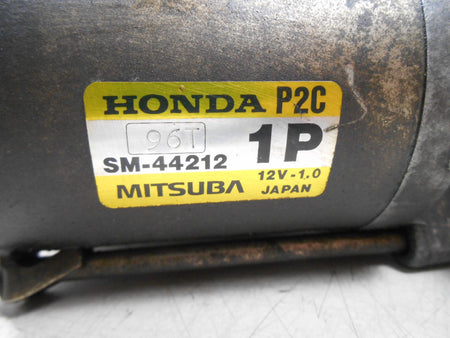 HONDA P2C
96T 1P
SM-44212
12V-1.0
MITSUBA JAPAN